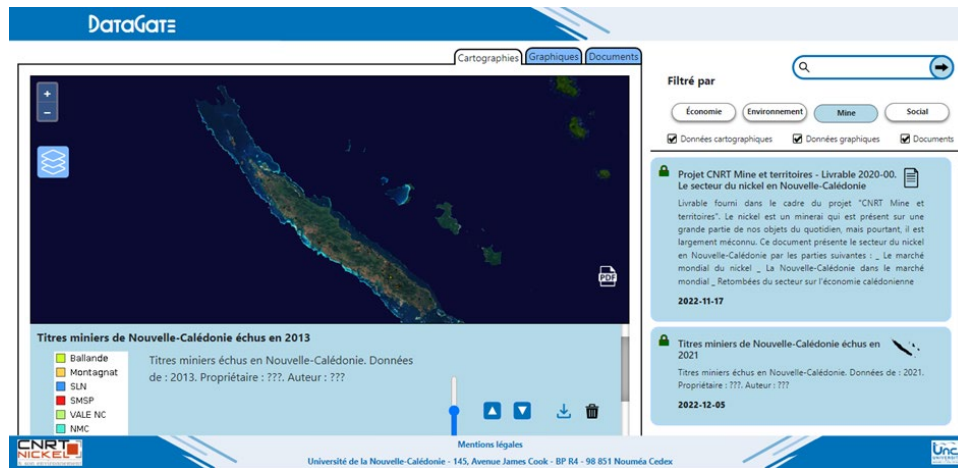 DATAGATE
Cartographies Graphiques Documents
Filtré par
Économie Environnement Mine Social
Données cartographiques Données graphiques Documents
+
-
PDF
Projet CNRT Mine et territoires - Livrable 2020-00.
Le secteur du nickel en Nouvelle-Calédonie
Livrable fourni dans le cadre du projet "CNRT Mine et
territoires". Le nickel est un minerai qui est présent sur une
grande partie de nos objets du quotidien, mais pourtant, il est
largement méconnu. Ce document présente le secteur du nickel
en Nouvelle-Calédonie par les parties suivantes : _ Le marché
mondial du nickel _ La Nouvelle-Calédonie dans le marché
mondial _ Retombées du secteur sur l'économie calédonienne
2022-11-17
Titres miniers de Nouvelle-Calédonie échus en
2021
Titres miniers échus en Nouvelle-Calédonie. Données de : 2021.
Propriétaire : ???. Auteur : ???
2022-12-05
Titres miniers de Nouvelle-Calédonie échus en 2013
Ballande
Montagnat
SLN
SMSP
VALE NC
NMC
Titres miniers échus en Nouvelle-Calédonie. Données
de : 2013. Propriétaire : ???. Auteur : ???
CNRT
NICKEL
Mentions légales
Université de la Nouvelle-Calédonie - 145, Avenue James Cook - BP R4 - 98 851 Nouméa Cedex
unc